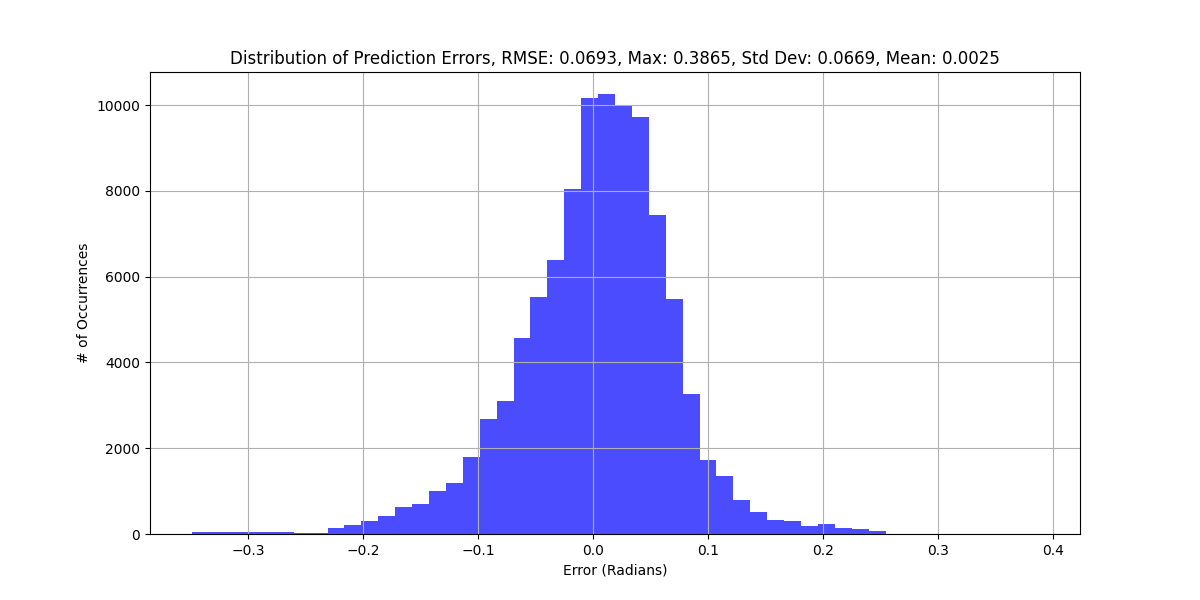 Distribution of Prediction Errors, RMSE: 0.0693, Max: 0.3865, Std Dev: 0.0669, Mean: 0.0025
10000
8000
6000
4000
2000
0
# of Occurrences
−0.3 −0.2 −0.1 0.0 0.1 0.2 0.3 0.4
Error (Radians)